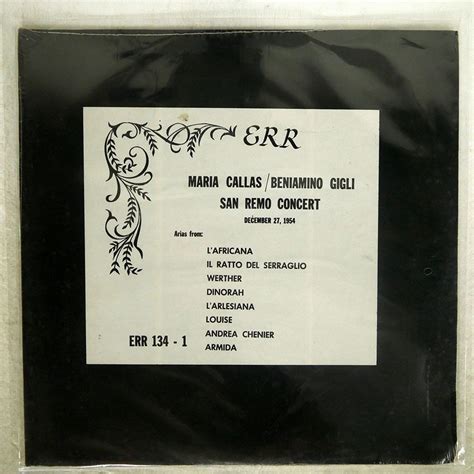 ERR
MARIA CALLAS/BENIAMINO GIGLI
SAN REMO CONCERT
DECEMBER 27, 1954
Arias from:
L'AFRICANA
IL RATTO DEL SERRAGLIO
WERTHER
DINORAH
L'ARLESIANA
LOUISE
ANDREA CHENIER
ARMIDA
ERR 134 - 1